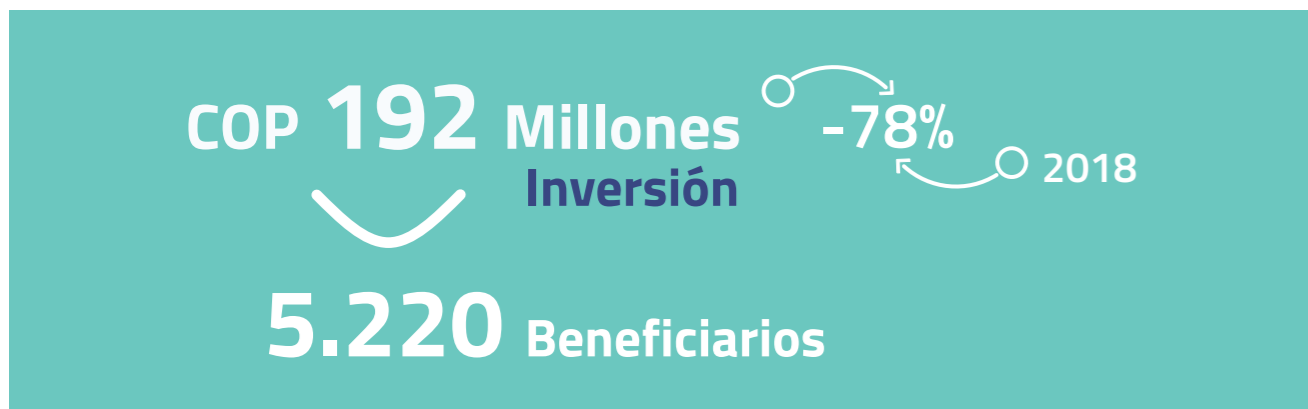 COP 192 Millones
-78%
2018
Inversión
5.220 Beneficiarios